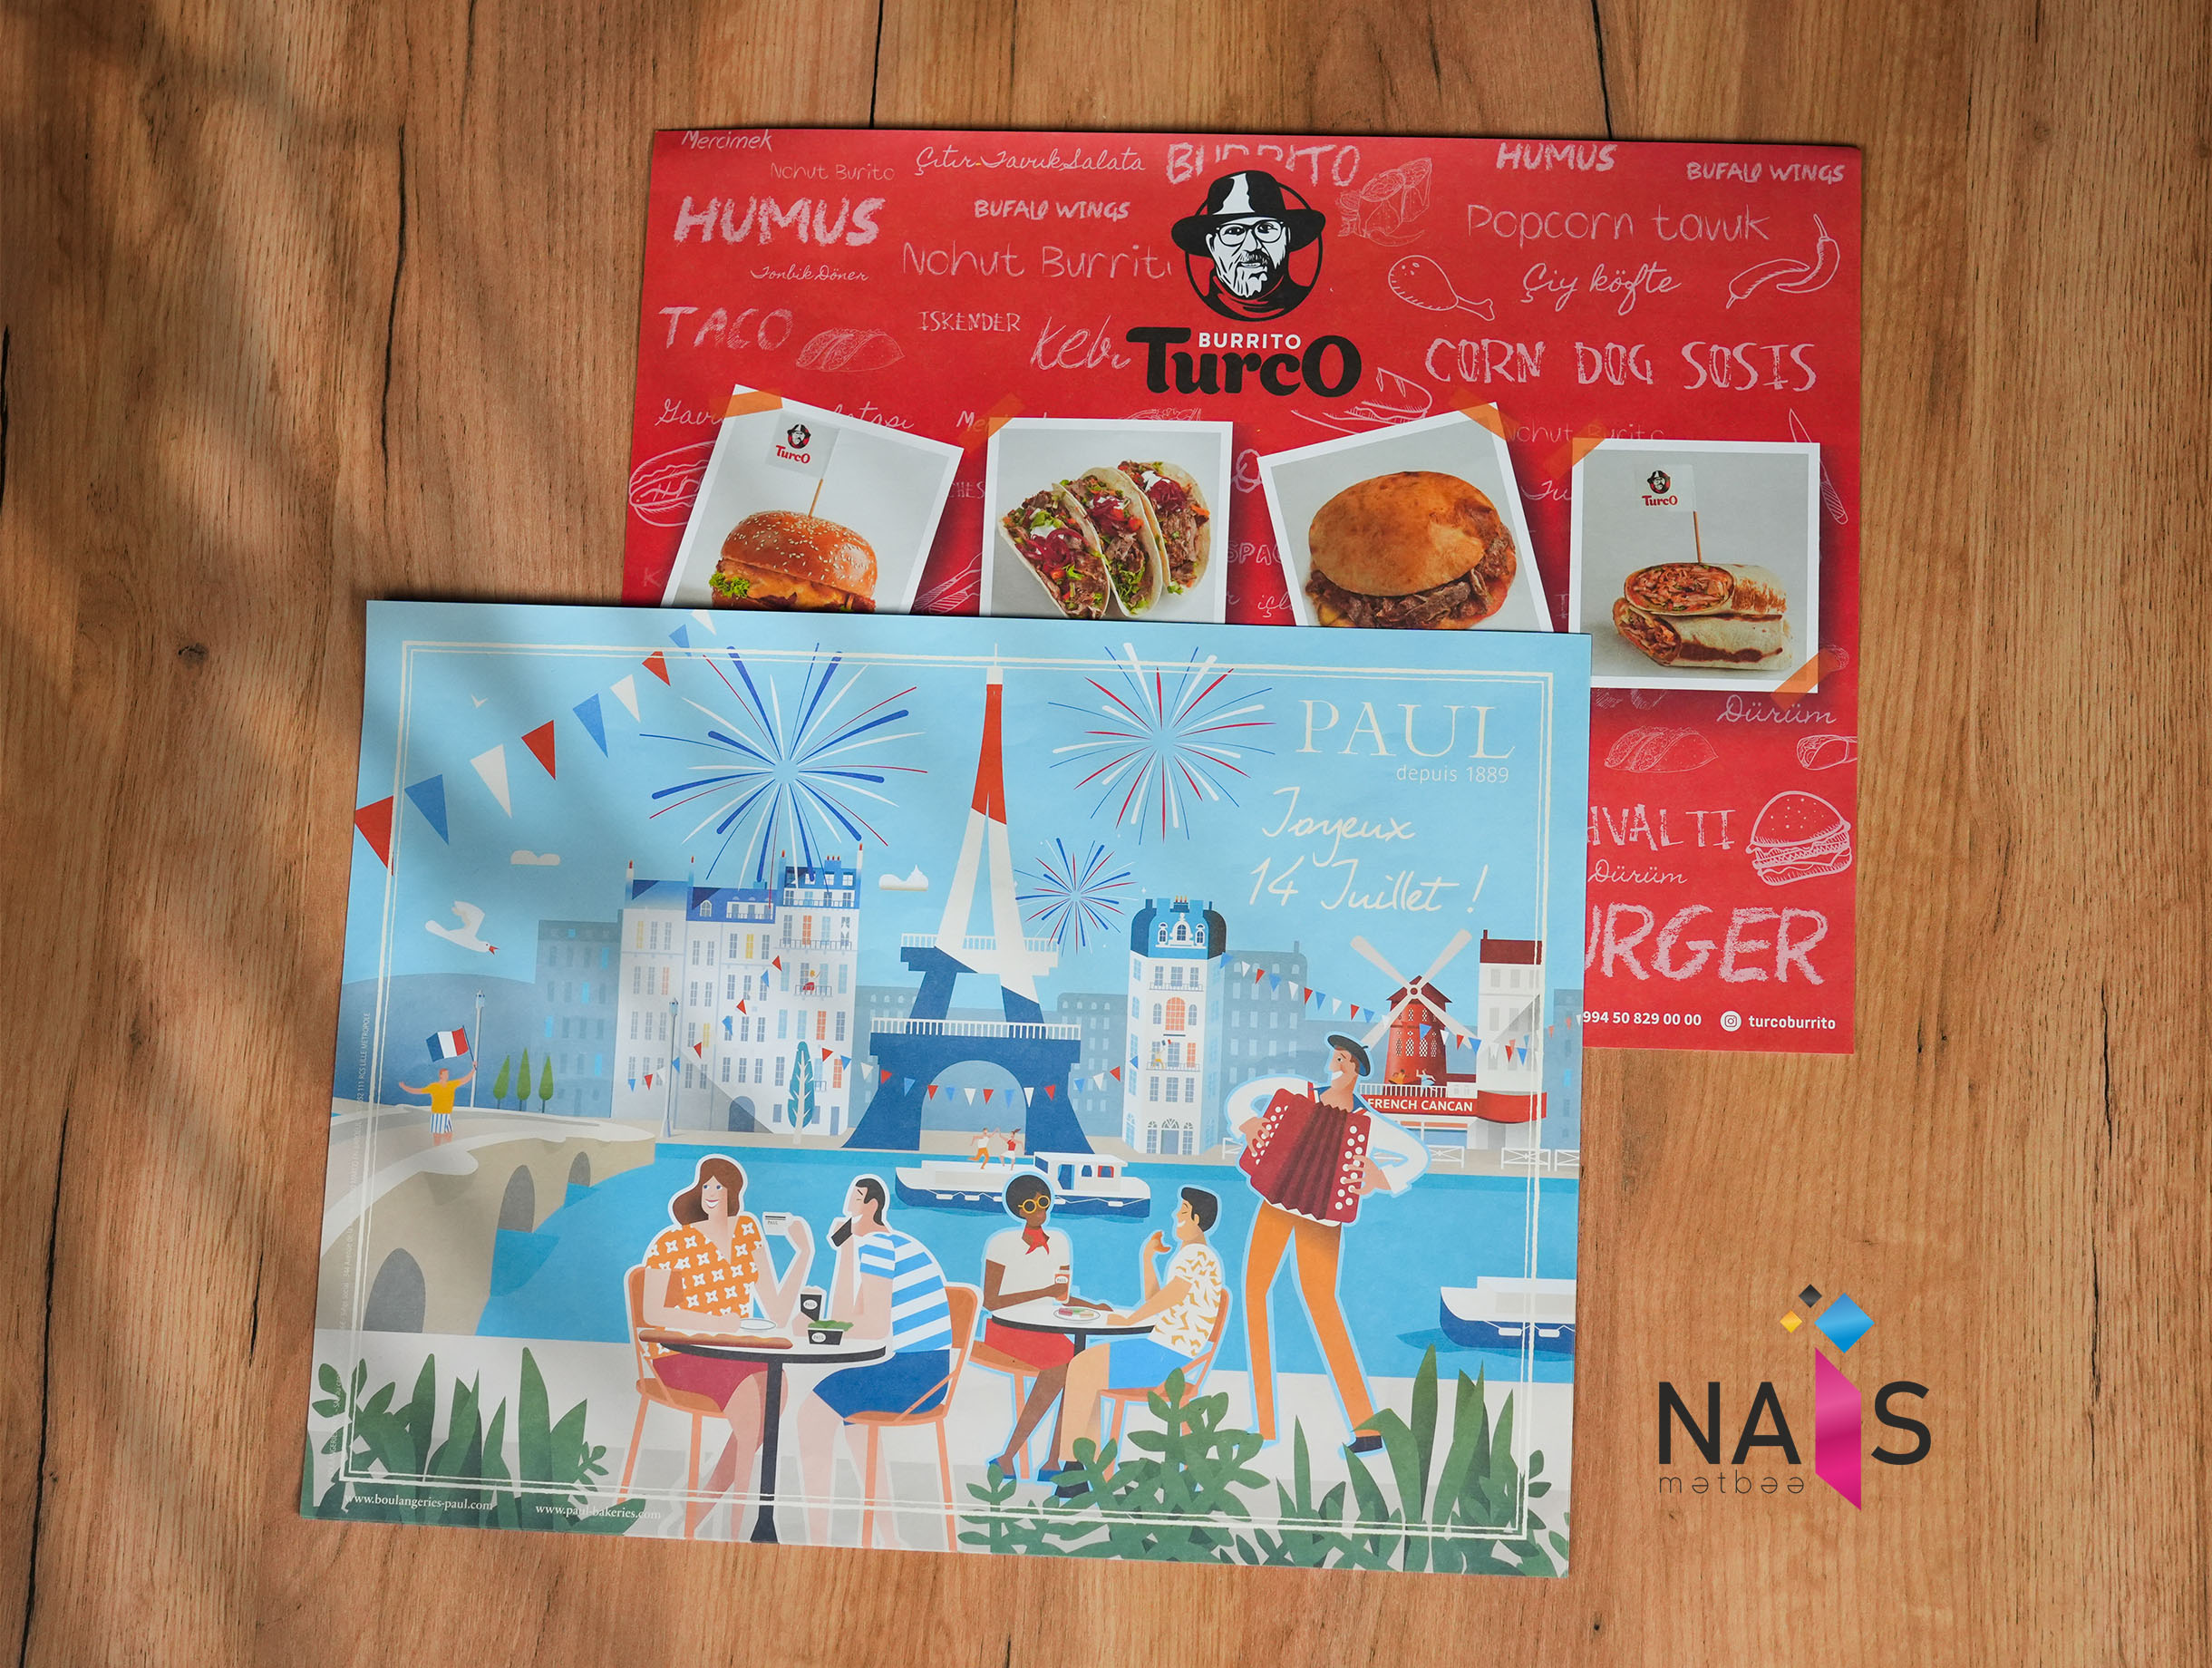 Mercimek
Nohut Burito
Çıtır Tavuk Salata
BURRITO
HUMUS
BUFALO WINGS
HUMUS
BUFALO WINGS
Popcorn tavuk
Tonbik Döner
Nohut Burrit
Çiy köfte
TACO
ISKENDER
BURRITO
TurcO
CORN DOG SOSIS
TurcO
TurcO
Dürüm
Dürüm
URGER
994 50 829 00 00 turcoburrito
PAUL
depuis 1889
Joyeux
14 Juillet !
FRENCH CANCAN
www.boulangeries-paul.com
www.paul-bakeries.com
NAIS
mətbəə